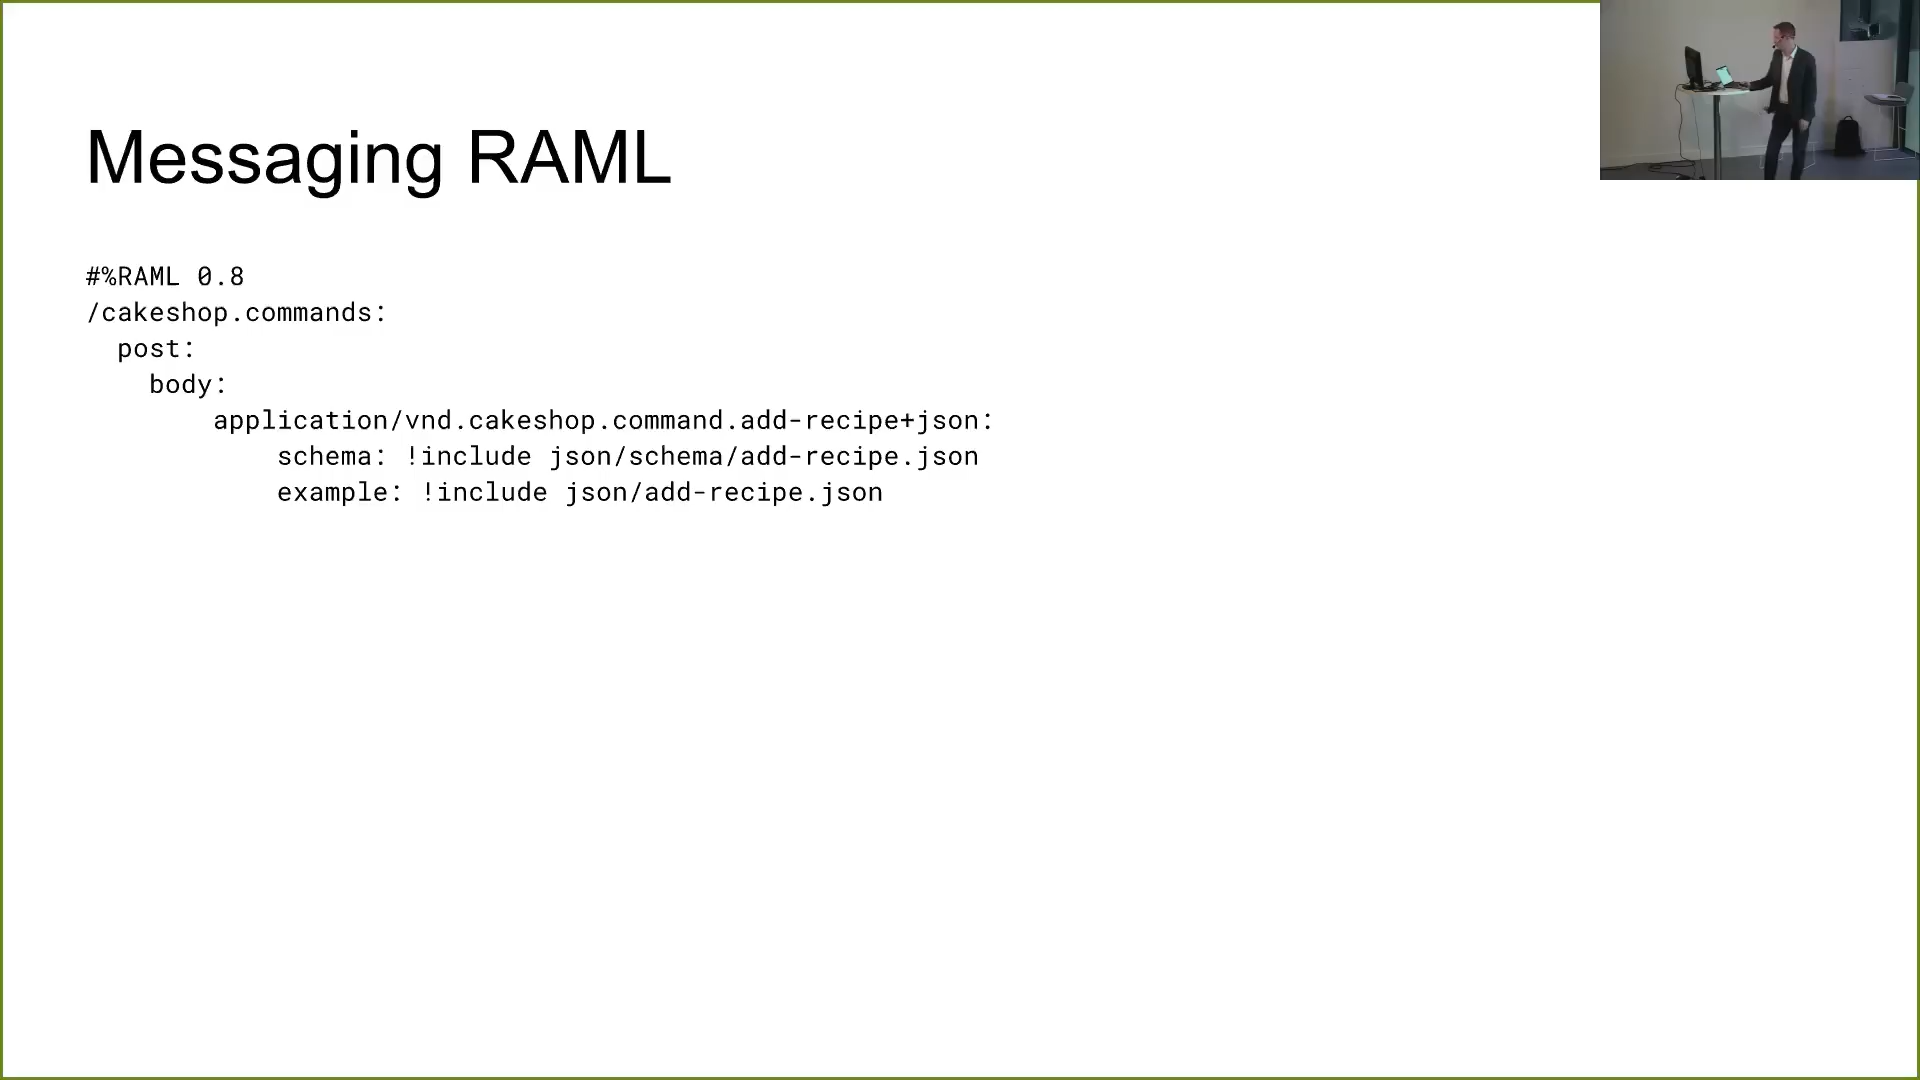 Messaging RAML
#%RAML 0.8
/cakeshop.commands:
post:
body:
application/vnd.cakeshop.command.add-recipe+json:
schema: !include json/schema/add-recipe.json
example: !include json/add-recipe.json